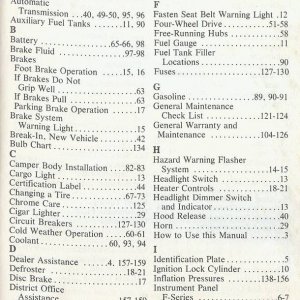 Automatic
Transmission ...40, 49-50, 95, 96
Auxiliary Fuel Tanks .......11, 90
B
Battery ................65-66, 98
Brake Fluid ..............97-98
Brakes
Foot Brake Operation ....15, 16
If Brakes Do Not
Grip Well ..................63
If Brakes Pull ..............63
Parking Brake Operation ....17
Brake System
Warning Light ..............15
Break-In, New Vehicle ........42
Bulb Chart .................134
C
Camper Body Installation ....82-83
Cargo Light ..................13
Certification Label ............44
Changing a Tire ..........67-73
Chrome Care ................125
Cigar Lighter ................29
Circuit Breakers ........127-130
Cold Weather Operation ....60-61
Coolant ..............60, 93, 94
D
Dealer Assistance ....4, 157-159
Defroster ................18-21
Disc Brake ..................17
District Office
Assistance ............157-159
F
Fasten Seat Belt Warning Light .12
Four-Wheel Drive ........51-58
Free-Running Hubs ..........58
Fuel Gauge ..................11
Fuel Tank Filler
Locations ..................90
Fuses ..................127-130
G
Gasoline .............89, 90-91
General Maintenance
Check List ............121-124
General Warranty and
Maintenance ..........104-126
H
Hazard Warning Flasher
System .................14-15
Headlight Switch ............13
Heater Controls ..........18-21
Headlight Dimmer Switch
and Indicator ..............13
Hood Release ................40
Horn ........................29
How to Use this Manual ......3
I
Identification Plate ............5
Ignition Lock Cylinder ......10
Inflation Pressures ......138-156
Instrument Panel
F-Series ..................6-7